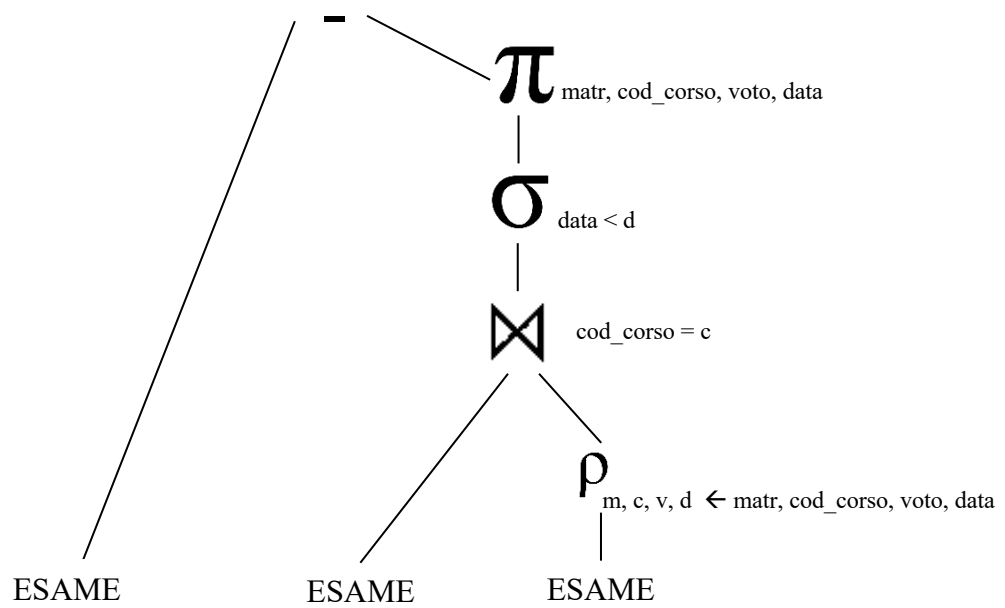 -
π matr, cod_corso, voto, data
σ data < d
⋈ cod_corso = c
ρ m, c, v, d ← matr, cod_corso, voto, data
ESAME ESAME ESAME